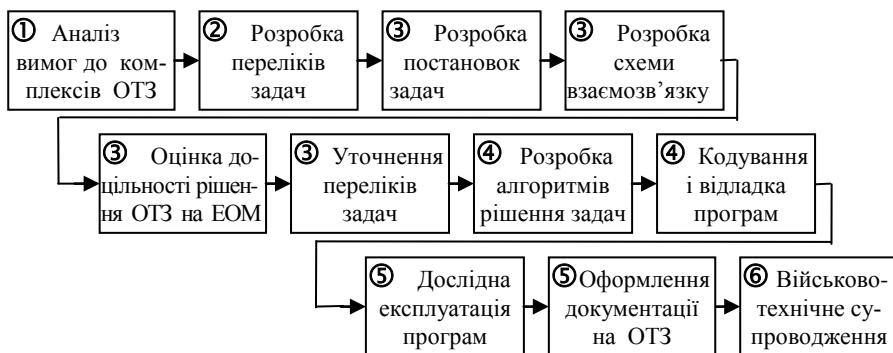 ① Аналіз
вимог до ком-
плексів ОТЗ
② Розробка
переліків
задач
③ Розробка
постановок
задач
③ Розробка
схеми
взаємозв’язку
③ Оцінка до-
цільності рішен-
ня ОТЗ на ЕОМ
③ Уточнення
переліків
задач
④ Розробка
алгоритмів
рішення задач
④ Кодування
і відладка
програм
⑤ Дослідна
експлуатація
програм
⑤ Оформлення
документації
на ОТЗ
⑥ Військово-
технічне су-
проводження